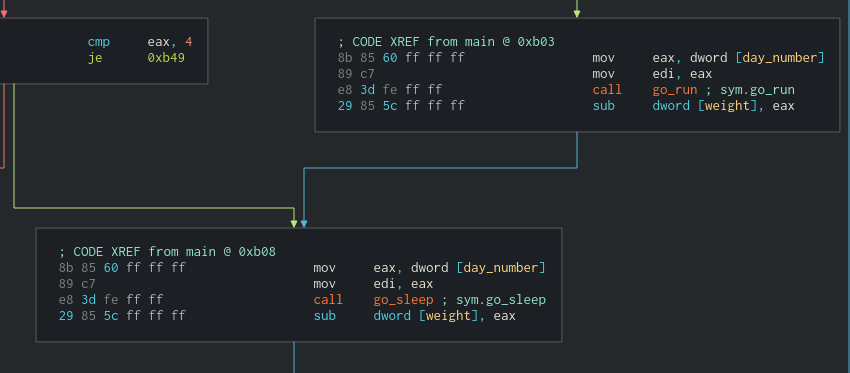 cmp eax, 4
je 0xb49
; CODE XREF from main @ 0xb03
8b 85 60 ff ff ff mov eax, dword [day_number]
89 c7 mov edi, eax
e8 3d fe ff ff call go_run ; sym.go_run
29 85 5c ff ff ff sub dword [weight], eax
; CODE XREF from main @ 0xb08
8b 85 60 ff ff ff mov eax, dword [day_number]
89 c7 mov edi, eax
e8 3d fe ff ff call go_sleep ; sym.go_sleep
29 85 5c ff ff ff sub dword [weight], eax